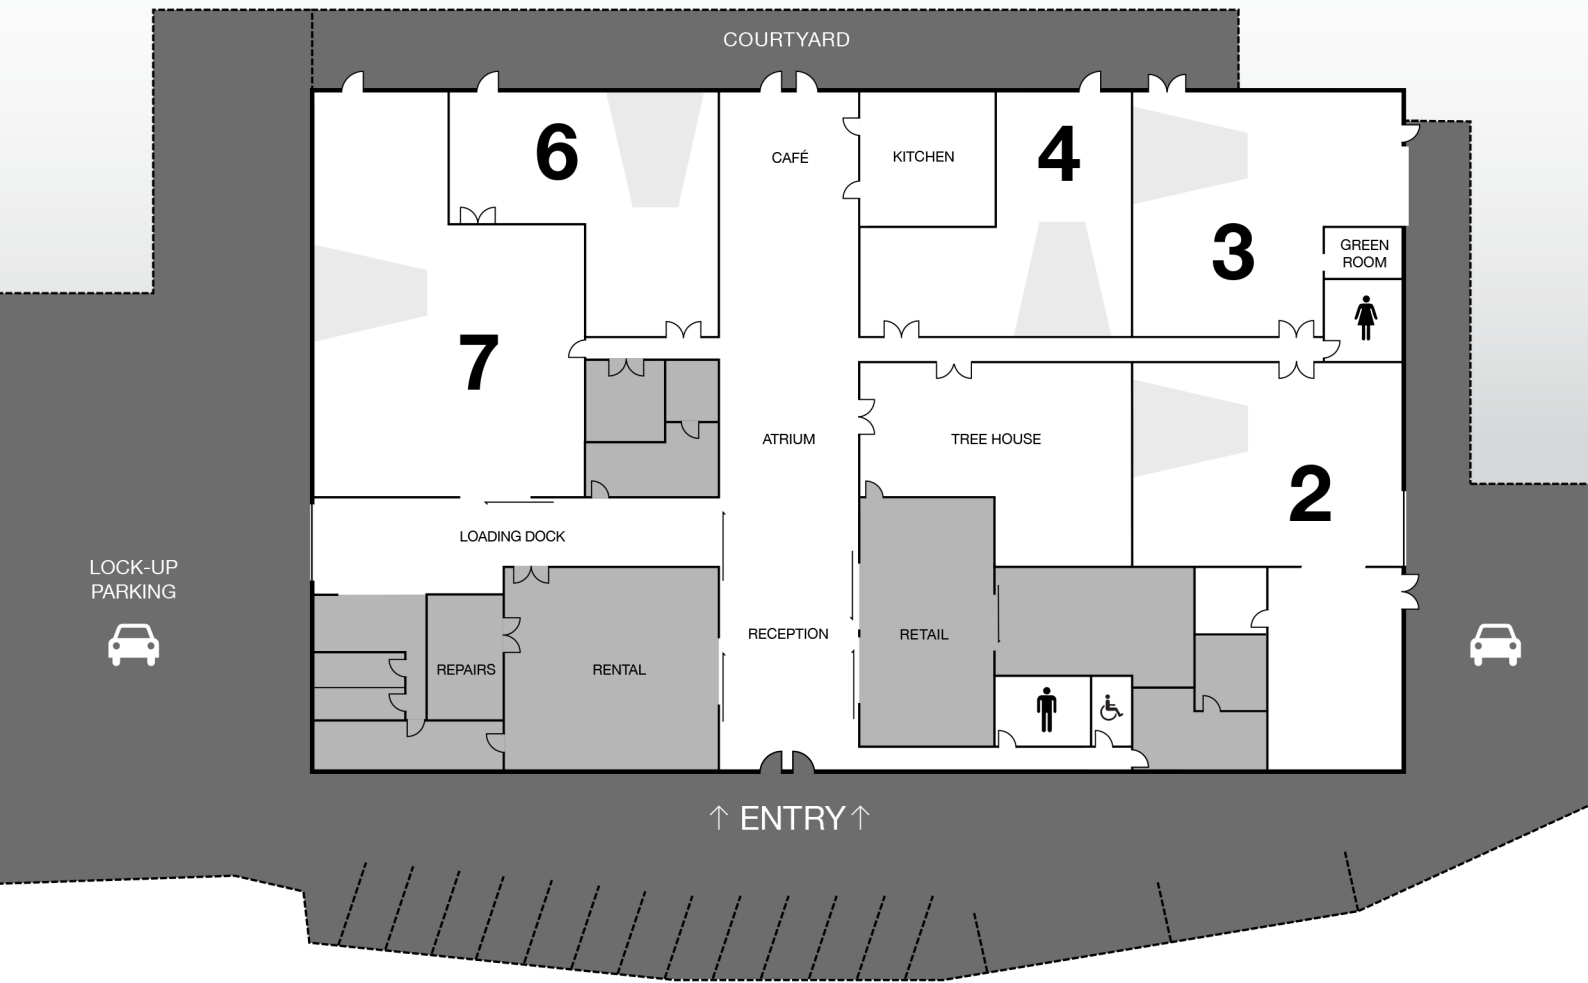 COURTYARD
6
CAFÉ
KITCHEN
4
3
GREEN
ROOM
7
ATRIUM
TREE HOUSE
2
LOADING DOCK
LOCK-UP
PARKING
RECEPTION
RETAIL
REPAIRS
RENTAL
↑ ENTRY ↑